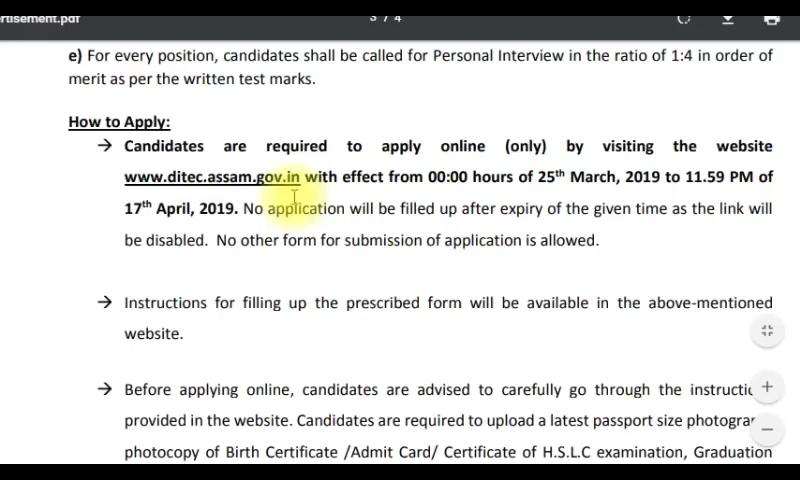 rtisement.pdf 3 / 4
e) For every position, candidates shall be called for Personal Interview in the ratio of 1:4 in order of
merit as per the written test marks.
How to Apply:
→ Candidates are required to apply online (only) by visiting the website
www.ditec.assam.gov.in with effect from 00:00 hours of 25th March, 2019 to 11.59 PM of
17th April, 2019. No application will be filled up after expiry of the given time as the link will
be disabled. No other form for submission of application is allowed.
→ Instructions for filling up the prescribed form will be available in the above-mentioned
website.
→ Before applying online, candidates are advised to carefully go through the instructic
provided in the website. Candidates are required to upload a latest passport size photogra
photocopy of Birth Certificate /Admit Card/ Certificate of H.S.L.C examination, Graduation